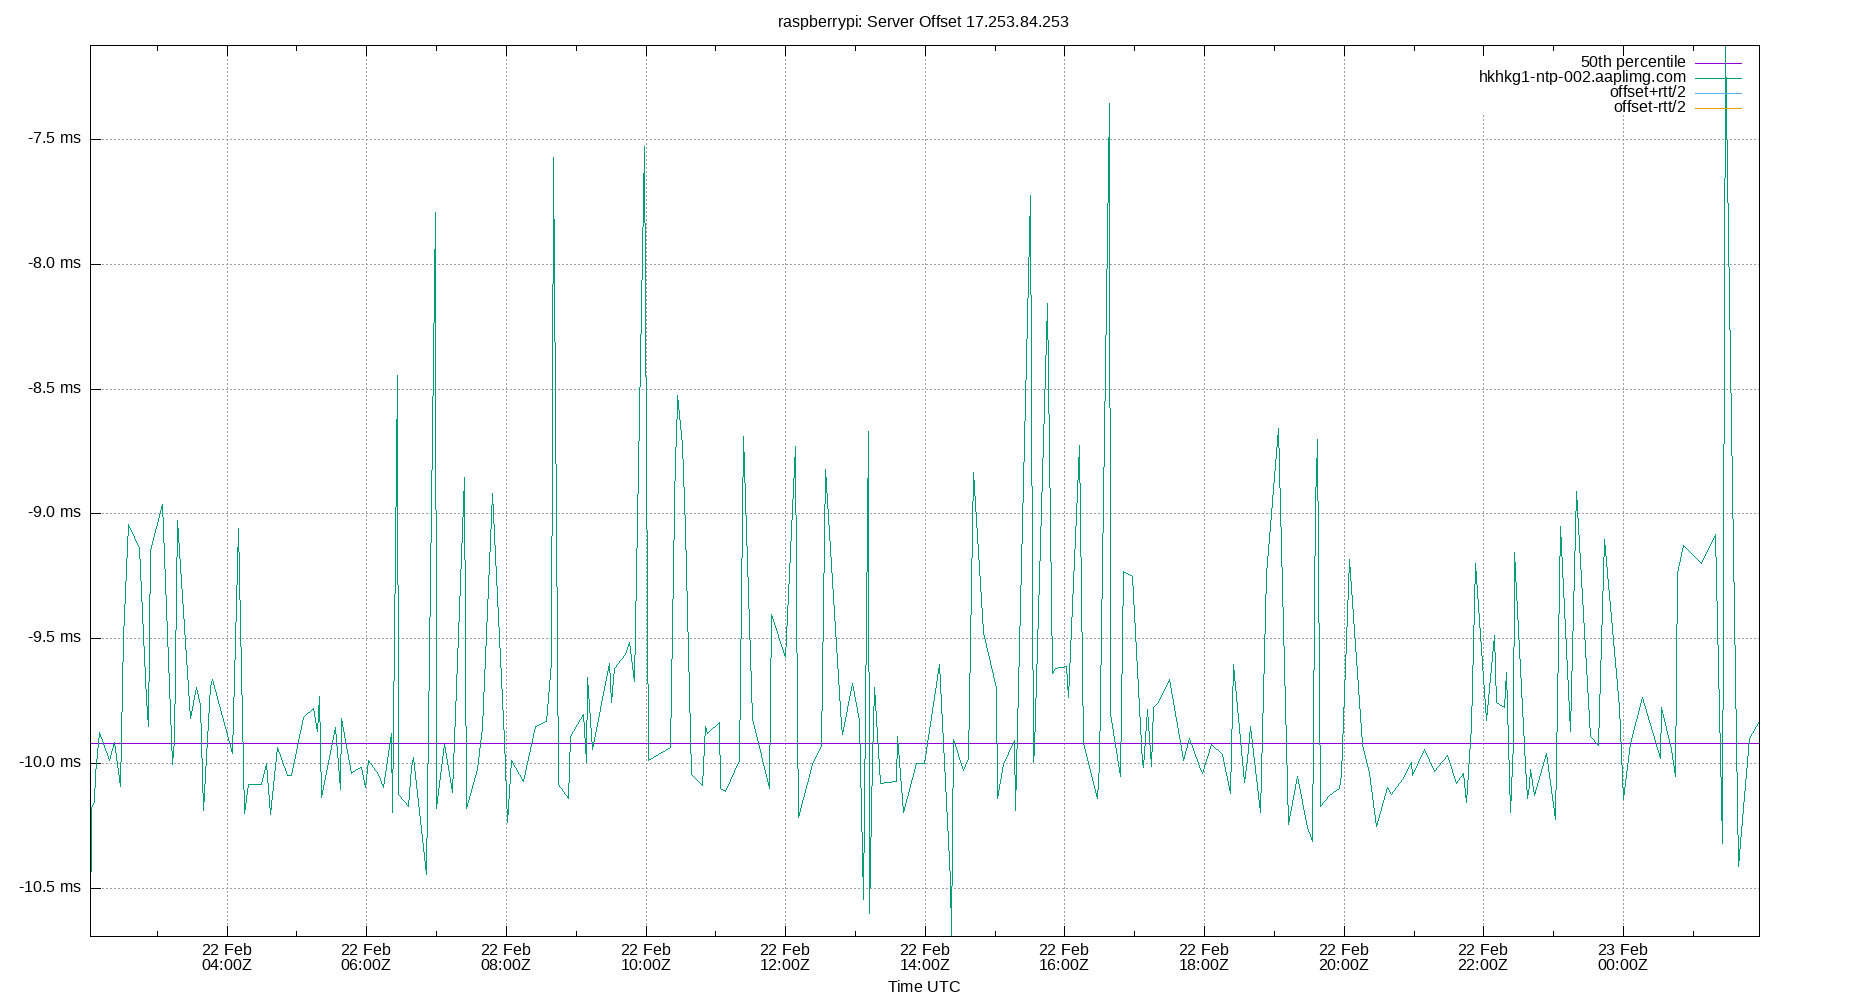 raspberrypi: Server Offset 17.253.84.253
50th percentile
hkhkg1-ntp-002.aaplimg.com
offset+rtt/2
offset-rtt/2
-7.5 ms
-8.0 ms
-8.5 ms
-9.0 ms
-9.5 ms
-10.0 ms
-10.5 ms
22 Feb 22 Feb 22 Feb 22 Feb 22 Feb 22 Feb 22 Feb 22 Feb 22 Feb 22 Feb 23 Feb
04:00Z 06:00Z 08:00Z 10:00Z 12:00Z 14:00Z 16:00Z 18:00Z 20:00Z 22:00Z 00:00Z
Time UTC